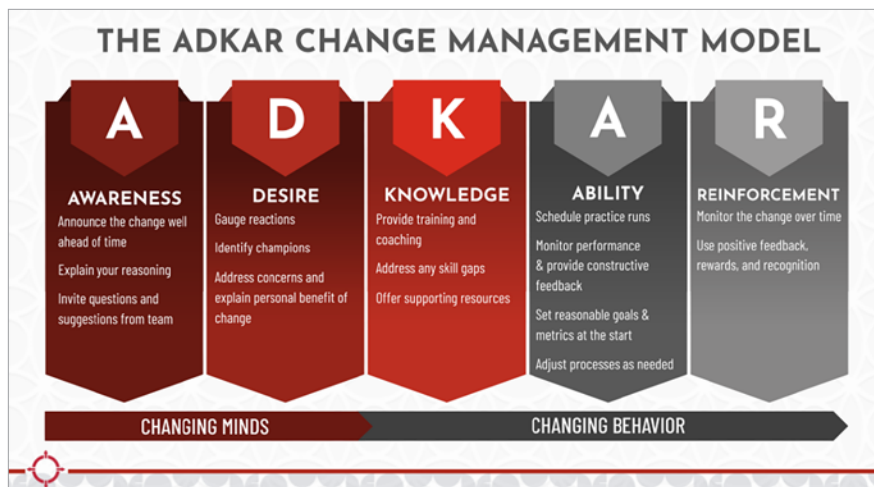 THE ADKAR CHANGE MANAGEMENT MODEL
A
AWARENESS
Announce the change well
ahead of time
Explain your reasoning
Invite questions and
suggestions from team
D
DESIRE
Gauge reactions
Identify champions
Address concerns and
explain personal benefit of
change
K
KNOWLEDGE
Provide training and
coaching
Address any skill gaps
Offer supporting resources
A
ABILITY
Schedule practice runs
Monitor performance
& provide constructive
feedback
Set reasonable goals &
metrics at the start
Adjust processes as needed
R
REINFORCEMENT
Monitor the change over time
Use positive feedback,
rewards, and recognition
CHANGING MINDS
CHANGING BEHAVIOR